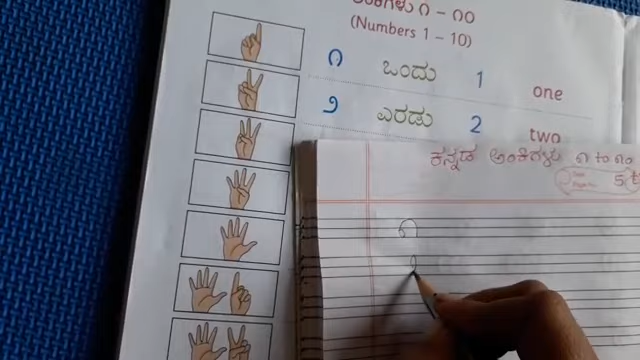 ಅಂಕಿಗಳು ೧ – ೧೦
(Numbers 1 – 10)
೧ ಒಂದು 1 one
೨ ಎರಡು 2 two
ಕನ್ನಡ ಅಂಕಿಗಳು ೧ to ೧೦
೧